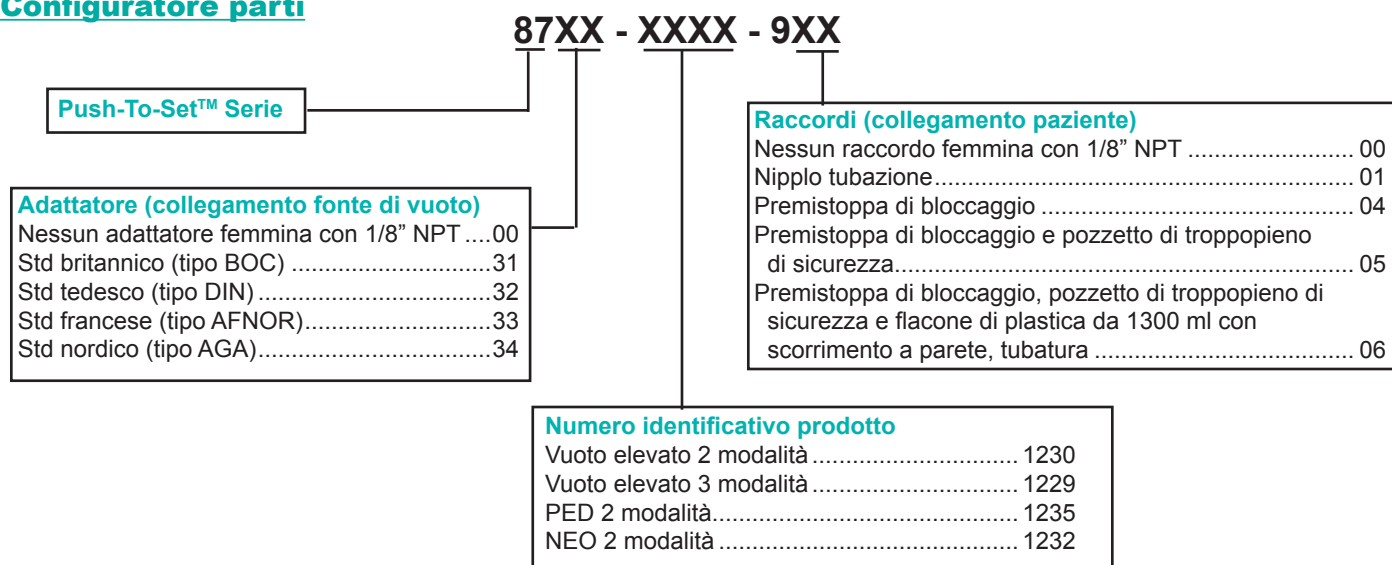 Configuratore parti
87XX - XXXX - 9XX
Push-To-Set™ Serie
Adattatore (collegamento fonte di vuoto)
Nessun adattatore femmina con 1/8” NPT ....00
Std britannico (tipo BOC) ..............................31
Std tedesco (tipo DIN) ...................................32
Std francese (tipo AFNOR)............................33
Std nordico (tipo AGA)..................................34
Raccordi (collegamento paziente)
Nessun raccordo femmina con 1/8” NPT ......................... 00
Nipplo tubazione............................................................... 01
Premistoppa di bloccaggio ............................................... 04
Premistoppa di bloccaggio e pozzetto di troppopieno
di sicurezza..................................................................... 05
Premistoppa di bloccaggio, pozzetto di troppopieno di
sicurezza e flacone di plastica da 1300 ml con
scorrimento a parete, tubatura ....................................... 06
Numero identificativo prodotto
Vuoto elevato 2 modalità ............................... 1230
Vuoto elevato 3 modalità ............................... 1229
PED 2 modalità.............................................. 1235
NEO 2 modalità ............................................. 1232